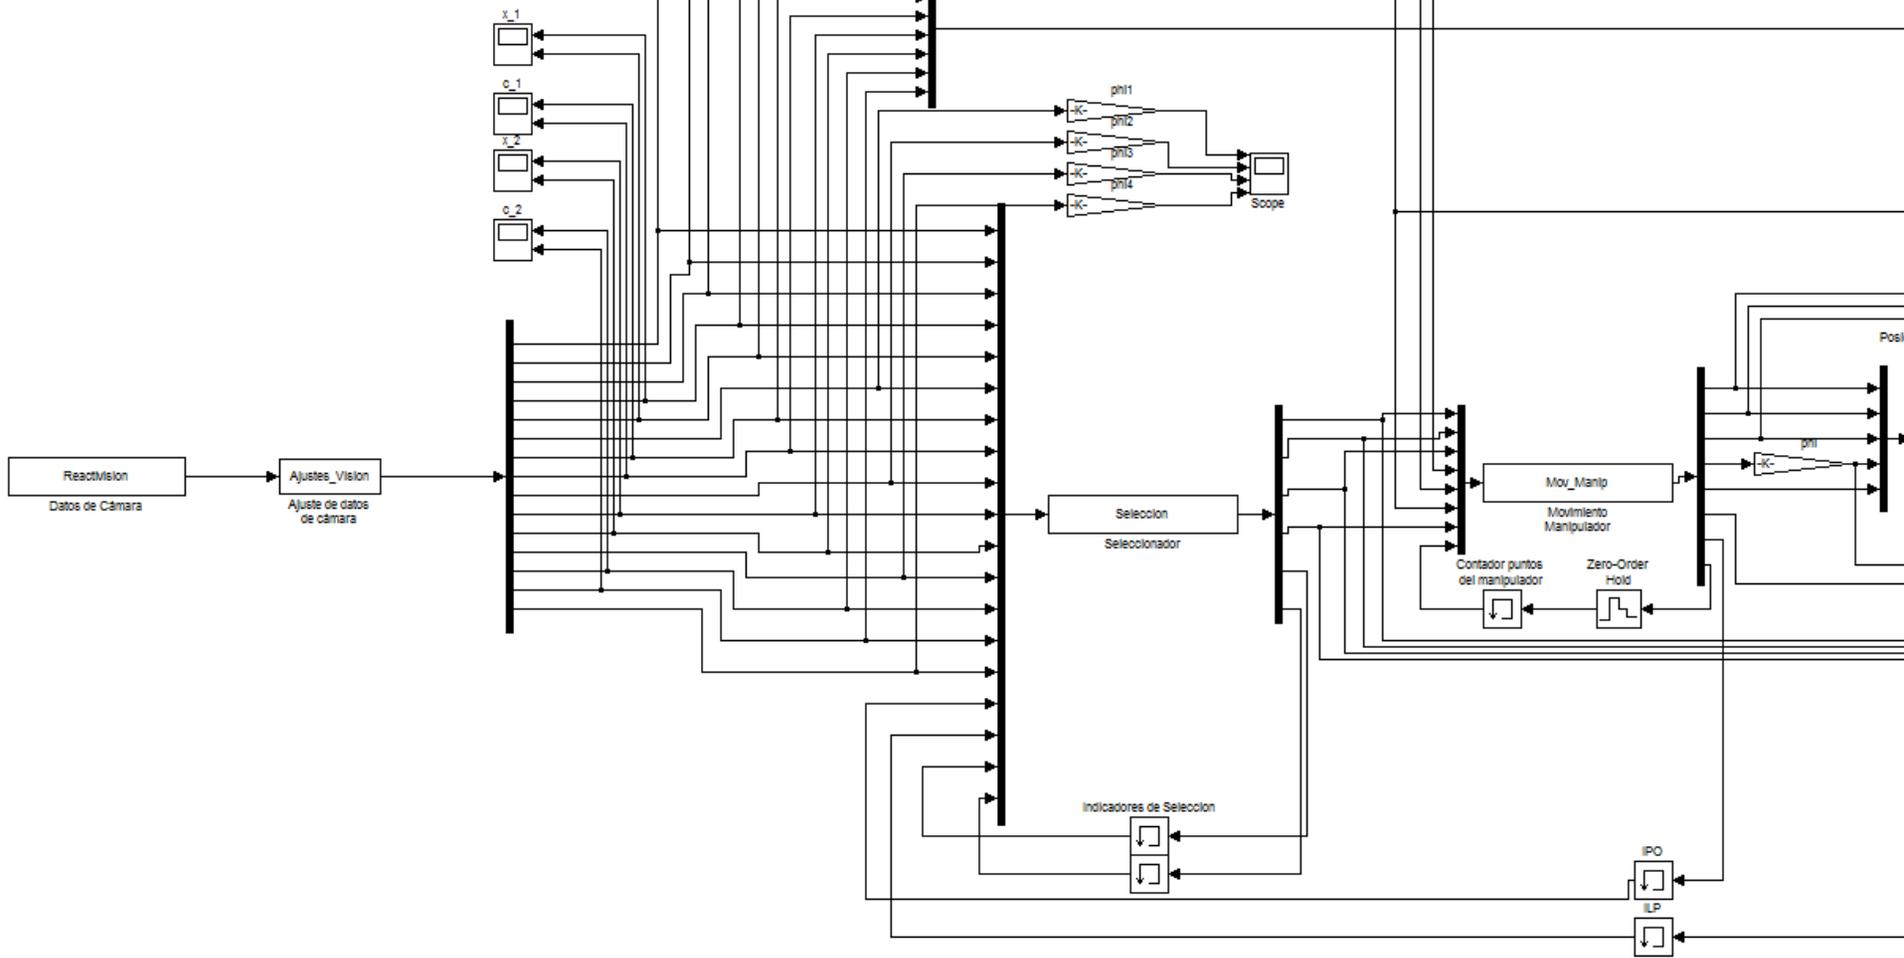 x_1
c_1
x_2
c_2
phi1
-K-
phi2
-K-
phi3
-K-
phi4
-K-
Scope
Reactivision
Datos de Cámara
Ajustes_Vision
Ajuste de datos
de cámara
Seleccion
Seleccionador
Indicadores de Seleccion
Mov_Manip
Movimiento
Manipulador
Contador puntos
del manipulador
Zero-Order
Hold
phi
-K-
IPO
ILP